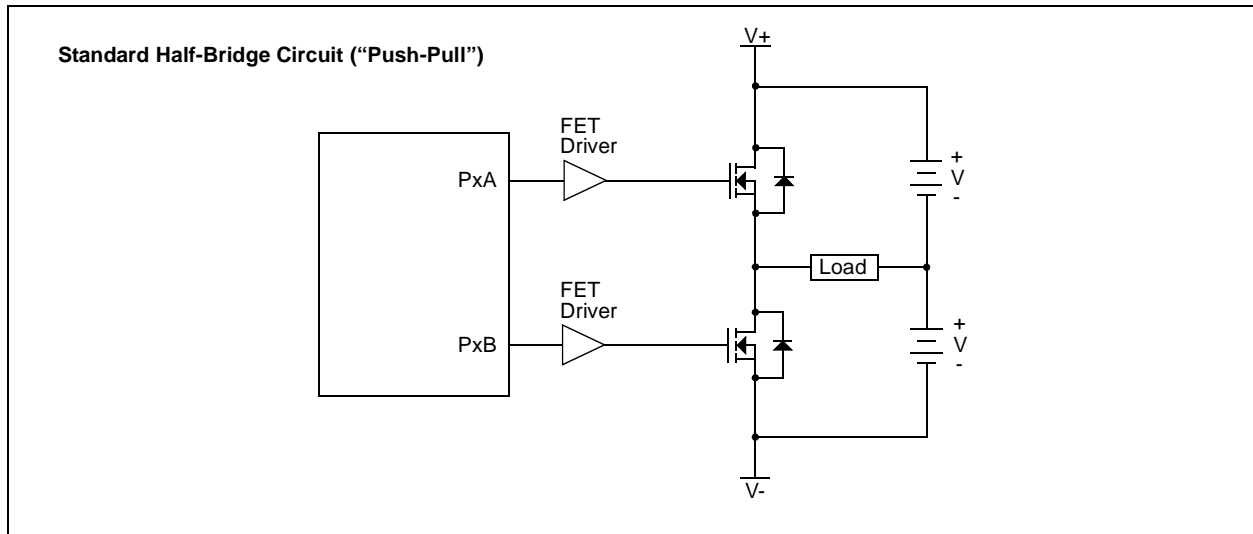 Standard Half-Bridge Circuit (“Push-Pull”)
V+
FET
Driver
PxA
+
V
-
Load
FET
Driver
PxB
+
V
-
V-